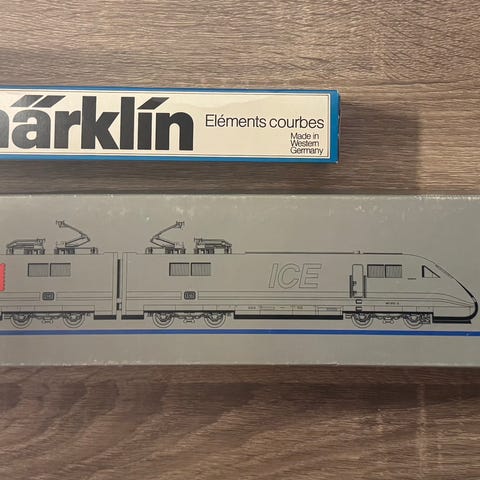 märklin
Eléments courbes
Made in
Western
Germany
ICE